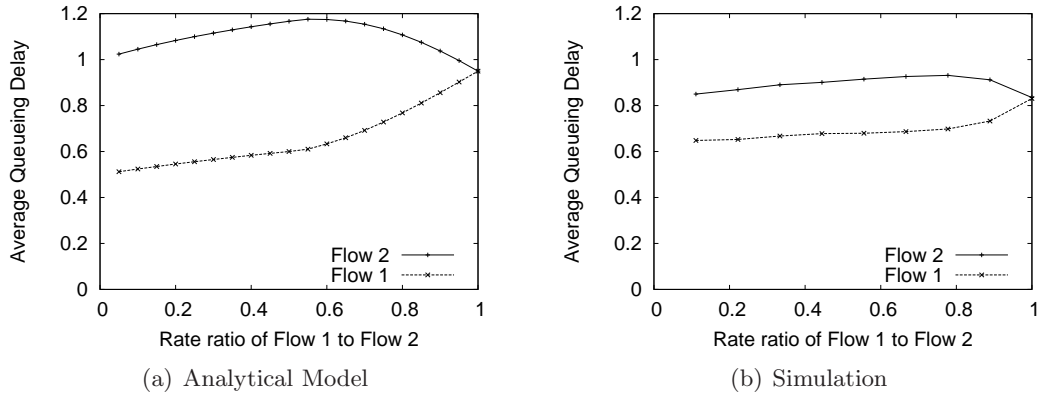 1.2
1
0.8
0.6
0.4
0.2
0
Average Queueing Delay
Flow 2
Flow 1
0 0.2 0.4 0.6 0.8 1
Rate ratio of Flow 1 to Flow 2
(a) Analytical Model
1.2
1
0.8
0.6
0.4
0.2
0
Average Queueing Delay
Flow 2
Flow 1
0 0.2 0.4 0.6 0.8 1
Rate ratio of Flow 1 to Flow 2
(b) Simulation